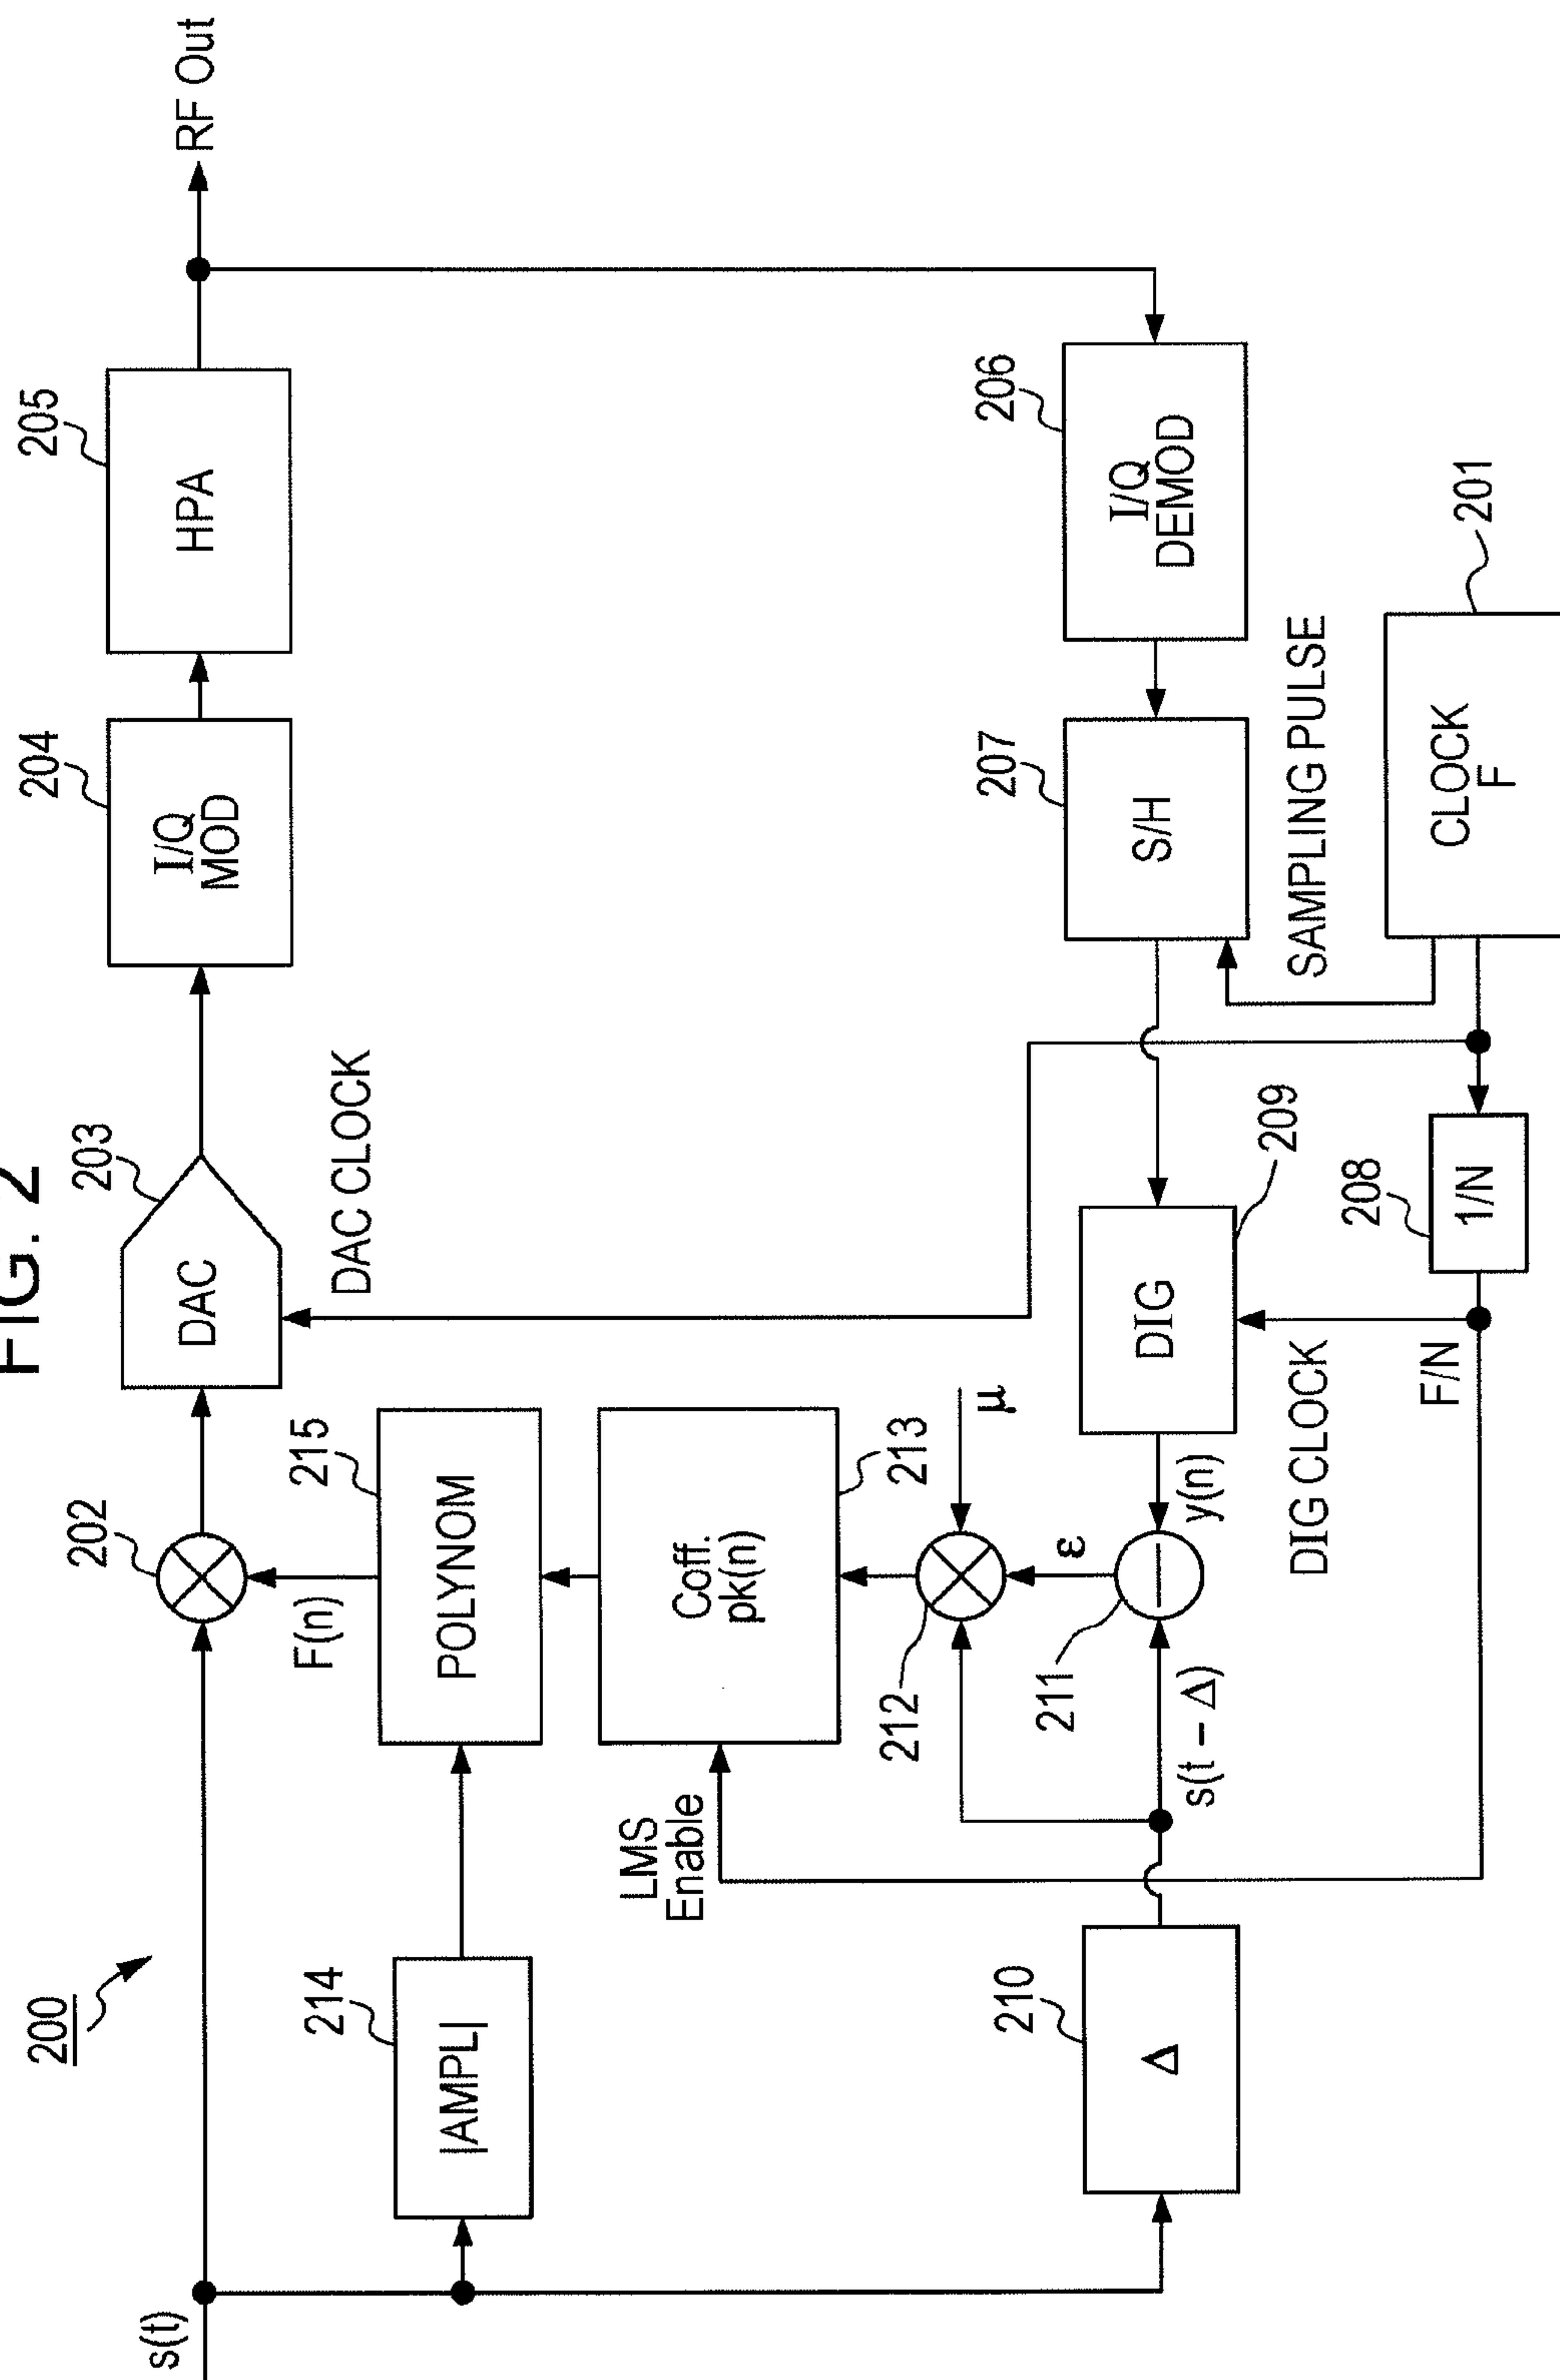 FIG. 2
200
s(t)
202
203
DAC
204
I/Q
MOD
205
HPA
RF Out
F(n)
215
POLYNOM
DAC CLOCK
214
|AMPL|
LMS
Enable
Coff.
pk(n)
213
212
μ
211
ε
s(t – Δ)
y(n)
210
Δ
DIG
209
DIG CLOCK
207
S/H
206
I/Q
DEMOD
SAMPLING PULSE
F/N
208
1/N
CLOCK
F
201